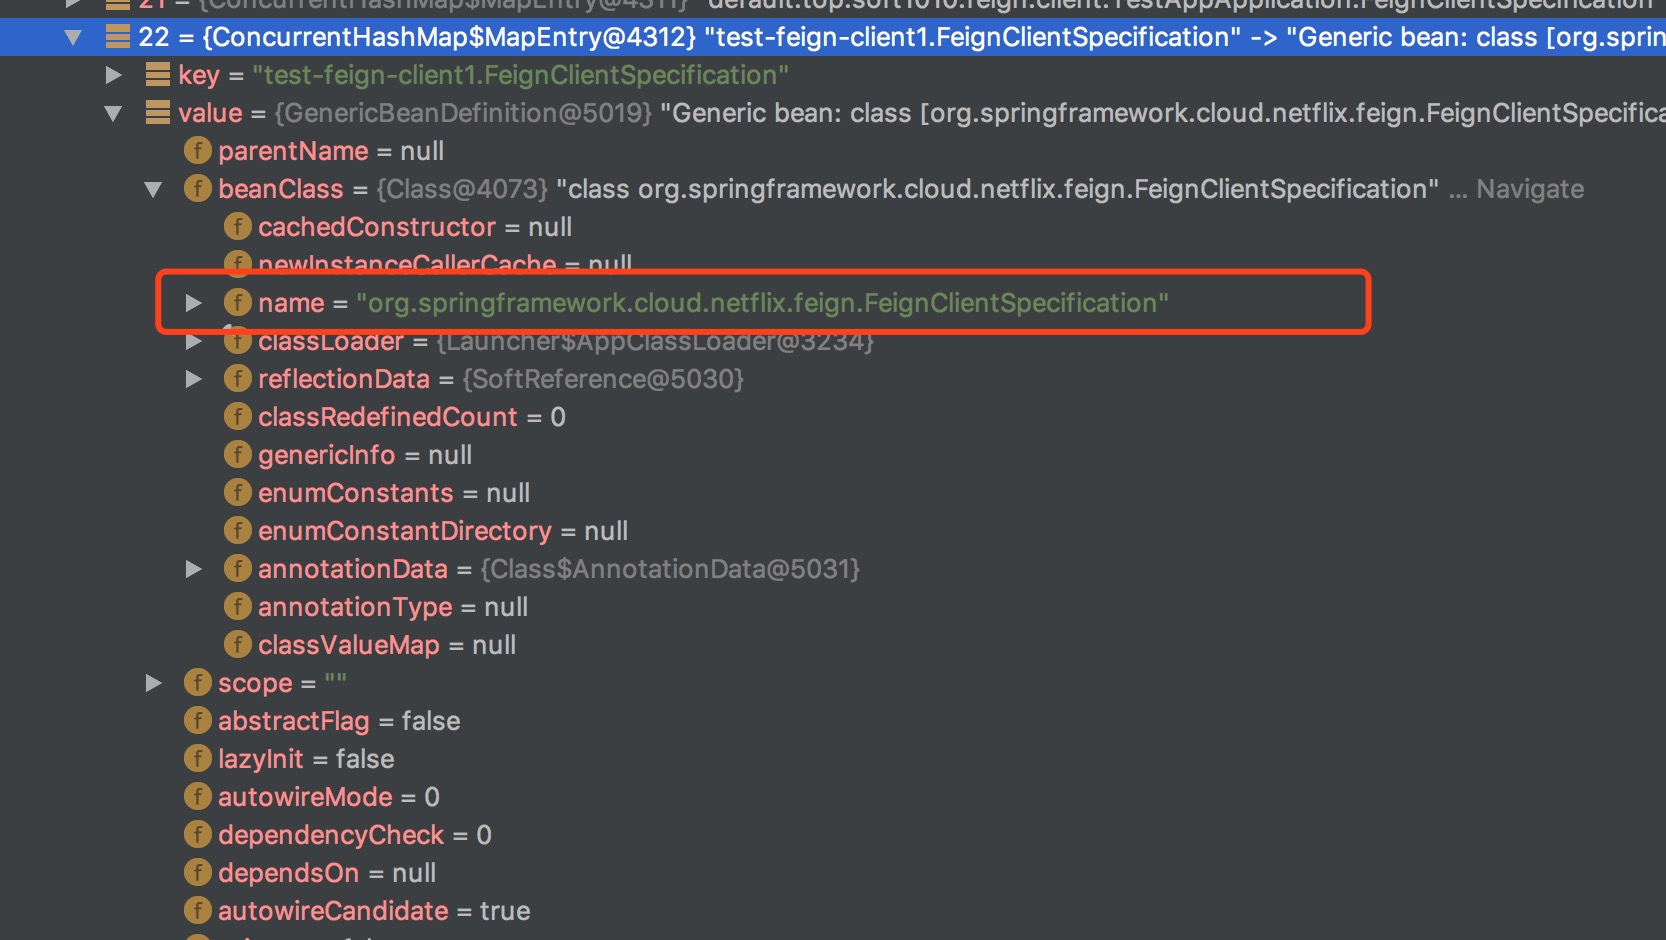 21 = {ConcurrentHashMap$MapEntry@4311} "default.top.soft1010.feign.client.TestAppApplication.FeignClientSpecification"
22 = {ConcurrentHashMap$MapEntry@4312} "test-feign-client1.FeignClientSpecification" -> "Generic bean: class [org.sprin
key = "test-feign-client1.FeignClientSpecification"
value = {GenericBeanDefinition@5019} "Generic bean: class [org.springframework.cloud.netflix.feign.FeignClientSpecifica
f parentName = null
f beanClass = {Class@4073} "class org.springframework.cloud.netflix.feign.FeignClientSpecification" ... Navigate
f cachedConstructor = null
f newInstanceCallerCache = null
f name = "org.springframework.cloud.netflix.feign.FeignClientSpecification"
f classLoader = {Launcher$AppClassLoader@3234}
f reflectionData = {SoftReference@5030}
f classRedefinedCount = 0
f genericInfo = null
f enumConstants = null
f enumConstantDirectory = null
f annotationData = {Class$AnnotationData@5031}
f annotationType = null
f classValueMap = null
f scope = ""
f abstractFlag = false
f lazyInit = false
f autowireMode = 0
f dependencyCheck = 0
f dependsOn = null
f autowireCandidate = true